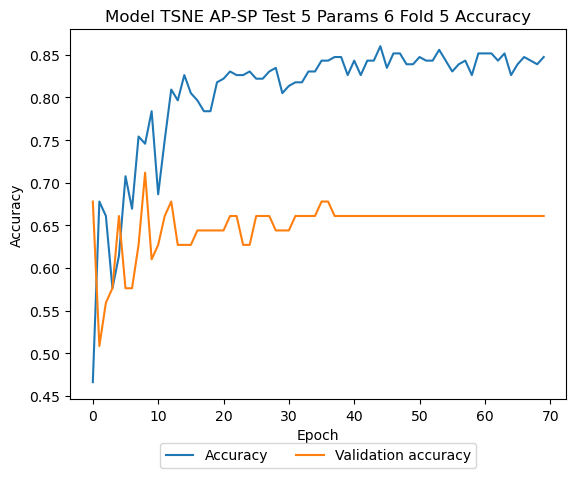 Model TSNE AP-SP Test 5 Params 6 Fold 5 Accuracy
0.85
0.80
0.75
0.70
0.65
0.60
0.55
0.50
0.45
Accuracy
0 10 20 30 40 50 60 70
Epoch
Accuracy Validation accuracy